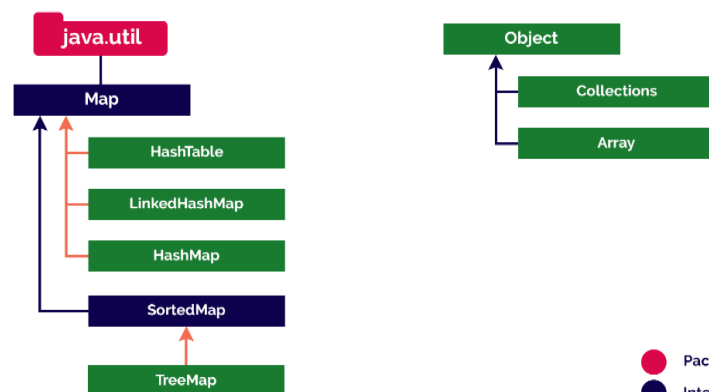 java.util
Map
HashTable
LinkedHashMap
HashMap
SortedMap
TreeMap
Object
Collections
Array